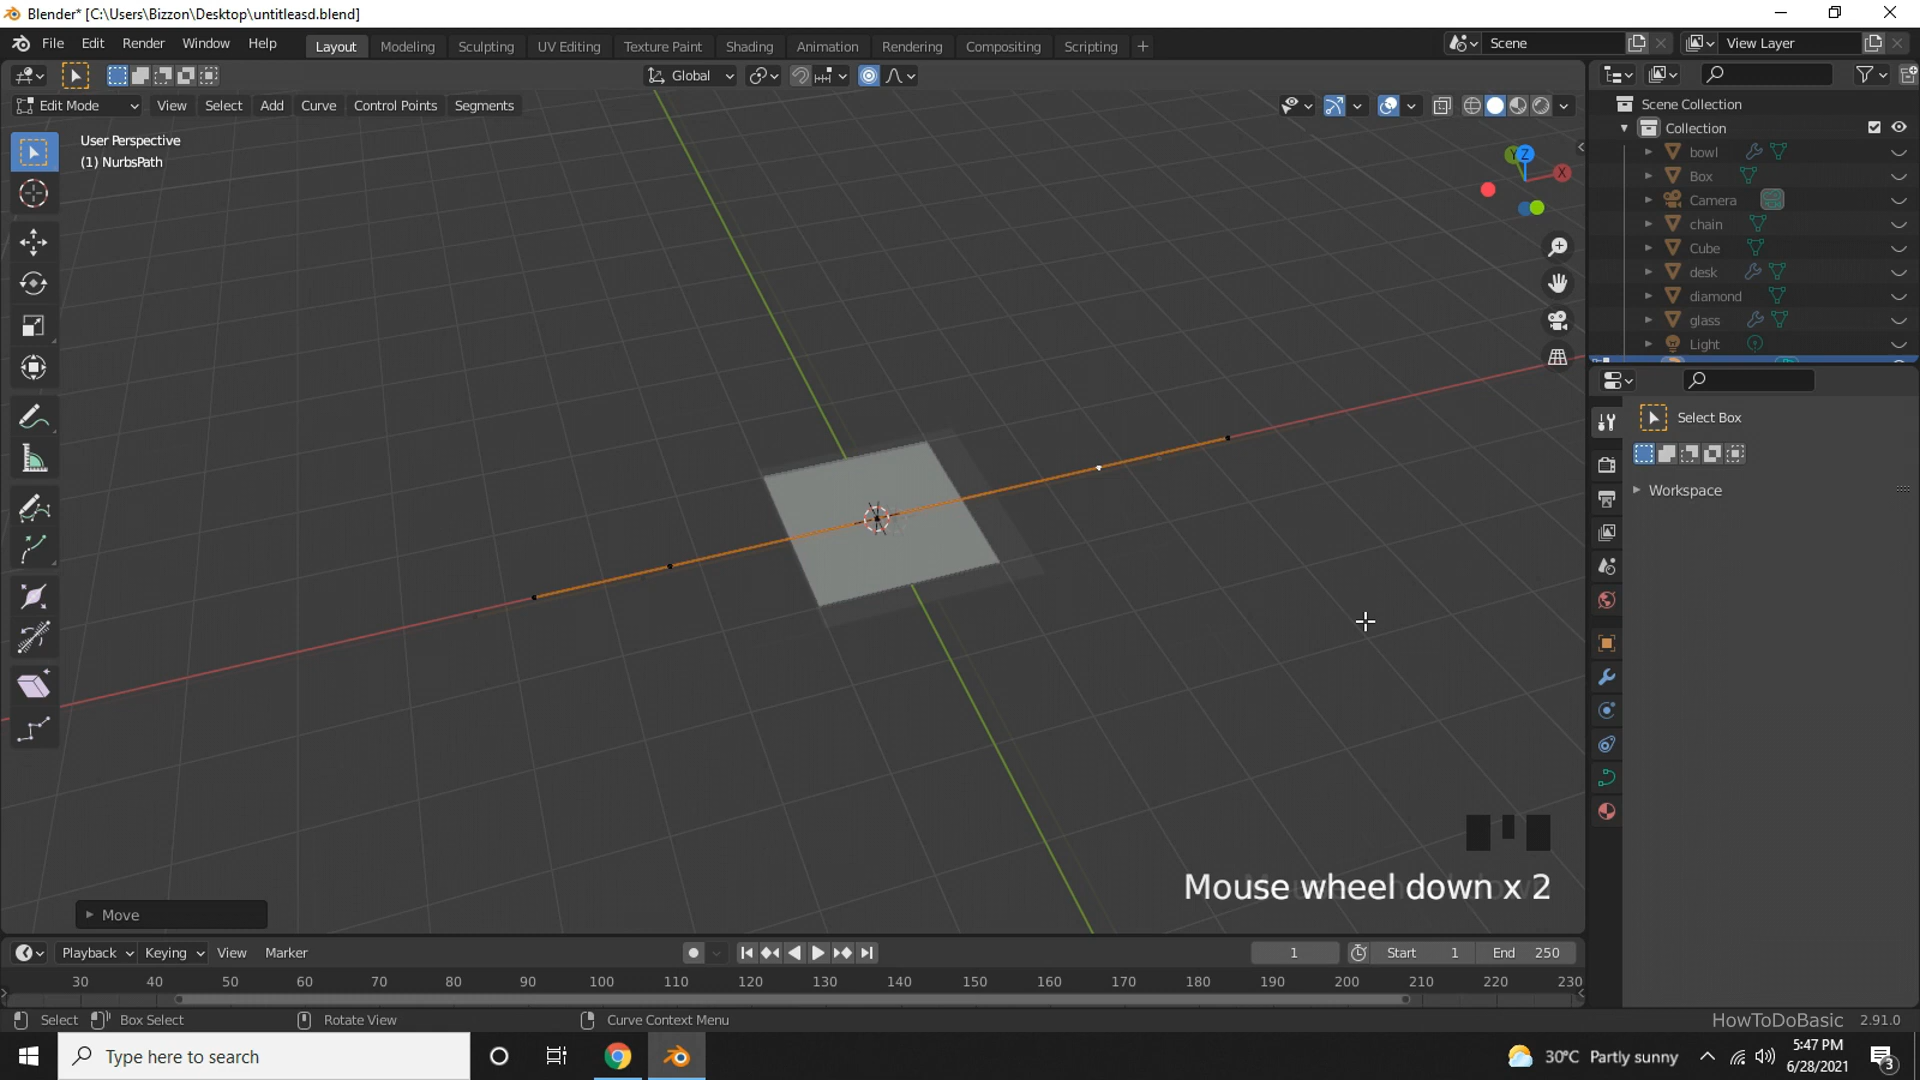 Blender* [C:\Users\Bizzon\Desktop\untitleasd.blend]
File Edit Render Window Help Layout Modeling Sculpting UV Editing Texture Paint Shading Animation Rendering Compositing Scripting + Scene View Layer
Global
Edit Mode View Select Add Curve Control Points Segments
User Perspective
(1) NurbsPath
Y Z X
Scene Collection
Collection
bowl
Box
Camera
chain
Cube
desk
diamond
glass
Light
Select Box
Workspace
Mouse wheel down x 2
Move
Playback Keying View Marker 1 Start 1 End 250
30 40 50 60 70 80 90 100 110 120 130 140 150 160 170 180 190 200 210 220 230
Select Box Select Rotate View Curve Context Menu HowToDoBasic 2.91.0
Type here to search
30°C Partly sunny
5:47 PM
6/28/2021
3